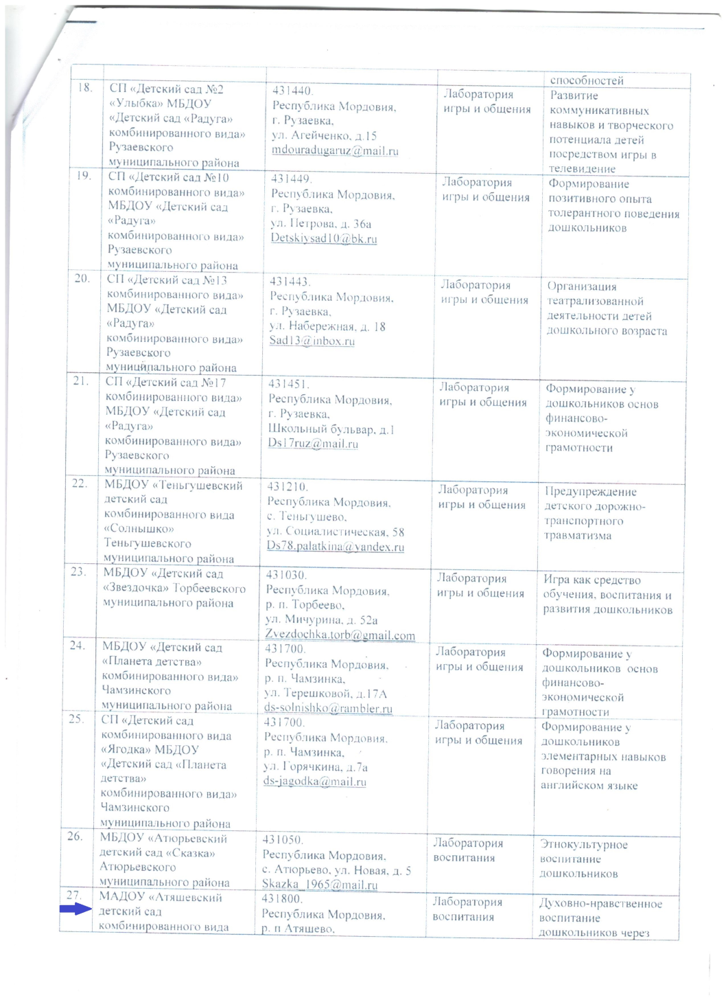 способностей
18.
СП «Детский сад №2
«Улыбка» МБДОУ
«Детский сад «Радуга»
комбинированного вида»
Рузаевского
муниципального района
431440.
Республика Мордовия,
г. Рузаевка,
ул. Агейченко, д.15
mdouradugaruz@mail.ru
Лаборатория
игры и общения
Развитие
коммуникативных
навыков и творческого
потенциала детей
посредством игры в
телевидение
19.
СП «Детский сад №10
комбинированного вида»
МБДОУ «Детский сад
«Радуга»
комбинированного вида»
Рузаевского
муниципального района
431449.
Республика Мордовия,
г. Рузаевка,
ул. Петрова, д. 36а
Detskiysad10@bk.ru
Лаборатория
игры и общения
Формирование
позитивного опыта
толерантного поведения
дошкольников
20.
СП «Детский сад №13
комбинированного вида»
МБДОУ «Детский сад
«Радуга»
комбинированного вида»
Рузаевского
муниципального района
431443.
Республика Мордовия,
г. Рузаевка,
ул. Набережная, д. 18
Sad13@inbox.ru
Лаборатория
игры и общения
Организация
театрализованной
деятельности детей
дошкольного возраста
21.
СП «Детский сад №17
комбинированного вида»
МБДОУ «Детский сад
«Радуга»
комбинированного вида»
Рузаевского
муниципального района
431451.
Республика Мордовия,
г. Рузаевка,
Школьный бульвар, д.1
Ds17ruz@mail.ru
Лаборатория
игры и общения
Формирование у
дошкольников основ
финансово-
экономической
грамотности
22.
МБДОУ «Теньгушевский
детский сад
комбинированного вида
«Солнышко»
Теньгушевского
муниципального района
431210.
Республика Мордовия,
с. Теньгушево,
ул. Социалистическая, 58
Ds78.palatkina@yandex.ru
Лаборатория
игры и общения
Предупреждение
детского дорожно-
транспортного
травматизма
23.
МБДОУ «Детский сад
«Звездочка» Торбеевского
муниципального района
431030.
Республика Мордовия,
р. п. Торбеево,
ул. Мичурина, д. 52а
Zvezdochka.torb@gmail.com
Лаборатория
игры и общения
Игра как средство
обучения, воспитания и
развития дошкольников
24.
МБДОУ «Детский сад
«Планета детства»
комбинированного вида»
Чамзинского
муниципального района
431700.
Республика Мордовия,
р. п. Чамзинка,
ул. Терешковой, д.17А
ds-solnishko@rambler.ru
Лаборатория
игры и общения
Формирование у
дошкольников основ
финансово-
экономической
грамотности
25.
СП «Детский сад
комбинированного вида
«Ягодка» МБДОУ
«Детский сад «Планета
детства»
комбинированного вида»
Чамзинского
муниципального района
431700.
Республика Мордовия,
р. п. Чамзинка,
ул. Горячкина, д.7а
ds-jagodka@mail.ru
Лаборатория
игры и общения
Формирование у
дошкольников
элементарных навыков
говорения на
английском языке
26.
МБДОУ «Атюрьевский
детский сад «Сказка»
Атюрьевского
муниципального района
431050.
Республика Мордовия,
с. Атюрьево, ул. Новая, д. 5
Skazka_1965@mail.ru
Лаборатория
воспитания
Этнокультурное
воспитание
дошкольников
27.
МАДОУ «Атяшевский
детский сад
комбинированного вида
431800.
Республика Мордовия,
р. п Атяшево,
Лаборатория
воспитания
Духовно-нравственное
воспитание
дошкольников через